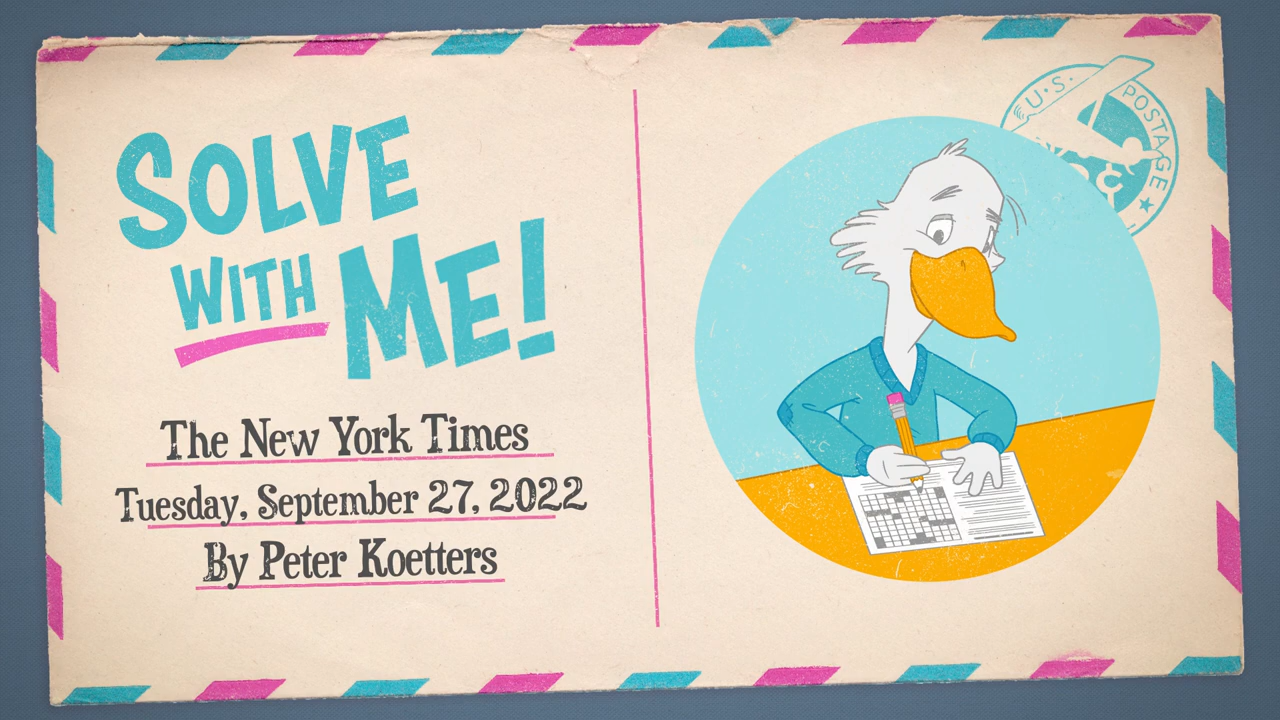 SOLVE
WITH ME!
The New York Times
Tuesday, September 27, 2022
By Peter Koetters
U.S. POSTAGE